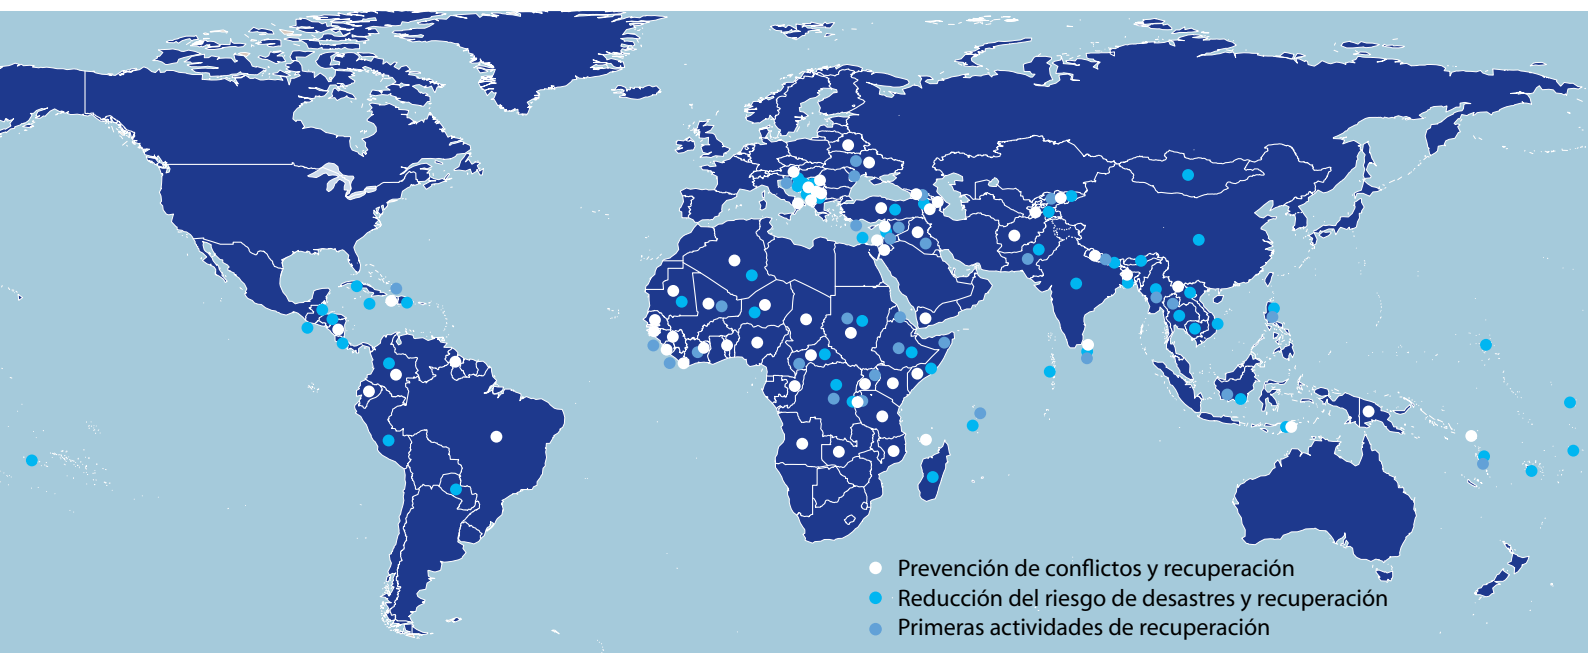 Prevención de conflictos y recuperación
Reducción del riesgo de desastres y recuperación
Primeras actividades de recuperación